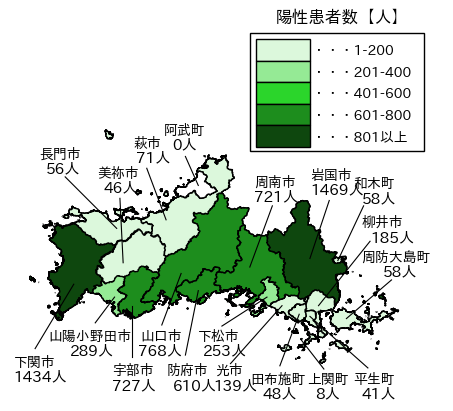 陽性患者数【人】
・・・1-200
・・・201-400
・・・401-600
・・・601-800
・・・801以上
阿武町
0人
萩市
71人
長門市
56人
美祢市
46人
周南市
721人
岩国市
1469人
和木町
58人
柳井市
185人
周防大島町
58人
山陽小野田市
289人
下関市
1434人
宇部市
727人
山口市
768人
防府市
610人
下松市
253人
光市
139人
田布施町
48人
上関町
8人
平生町
41人